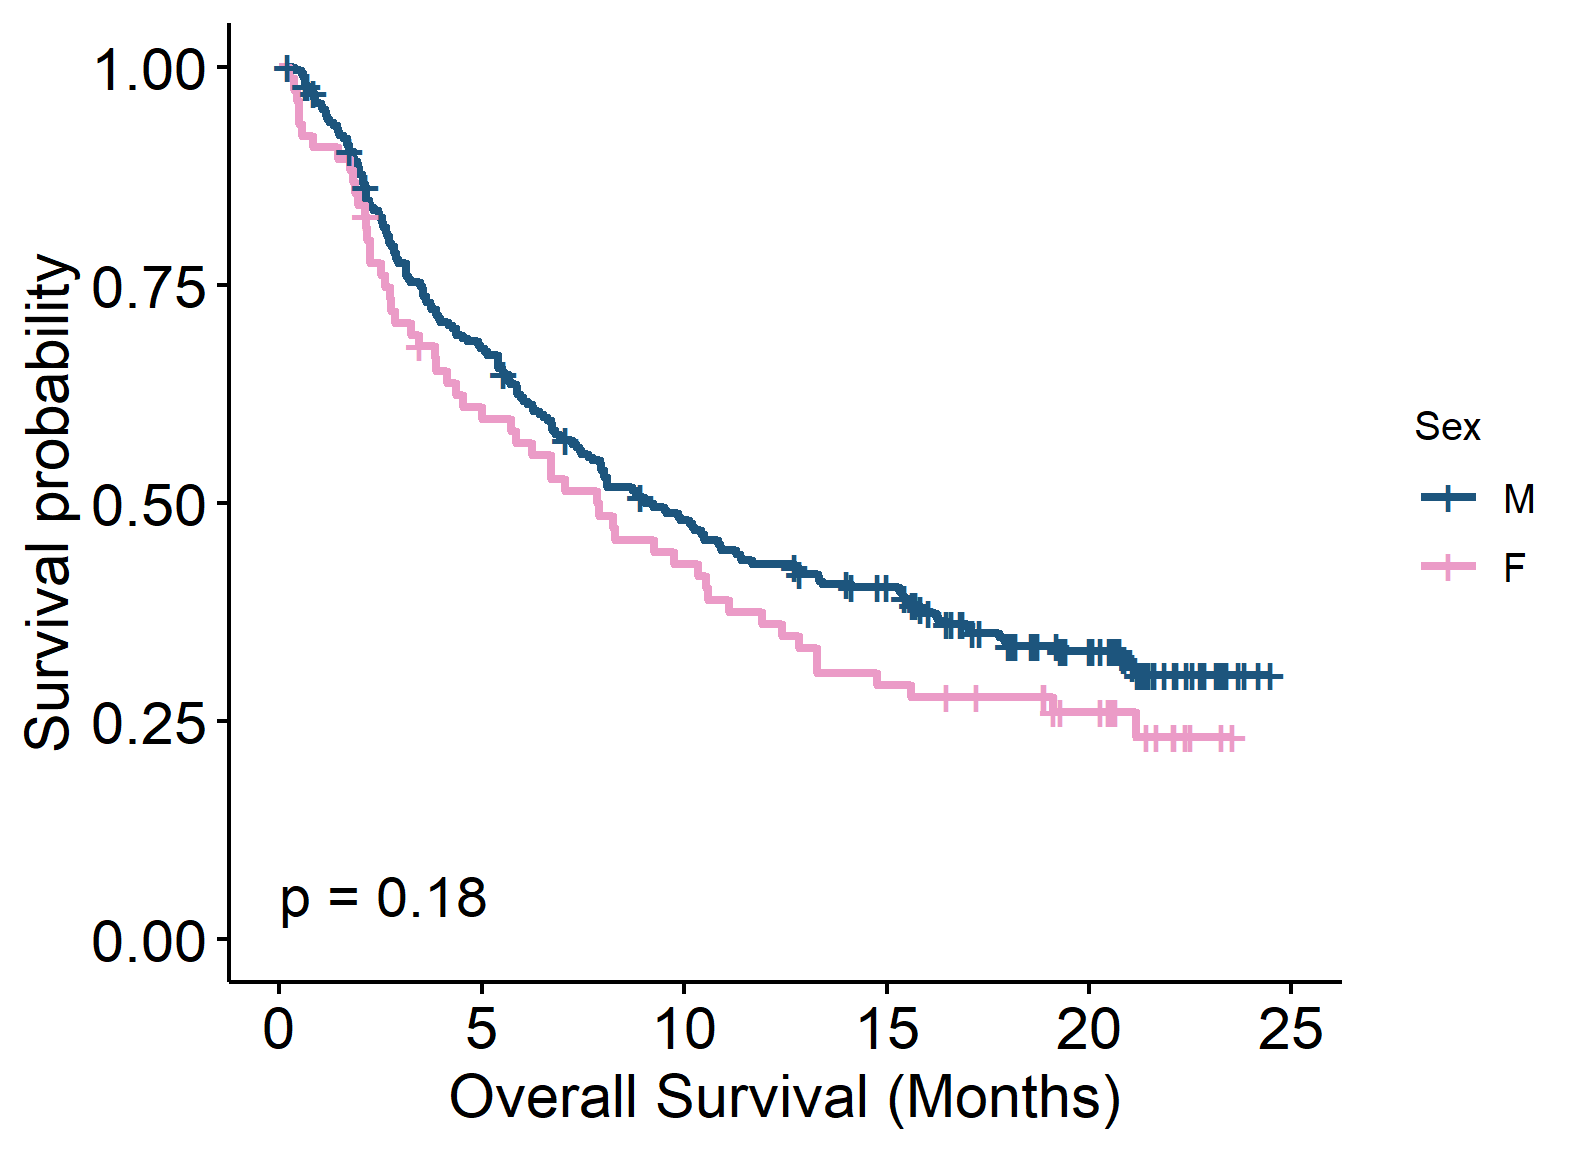 Survival probability
1.00
0.75
0.50
0.25
0.00
p = 0.18
0 5 10 15 20 25
Overall Survival (Months)
Sex
M
F